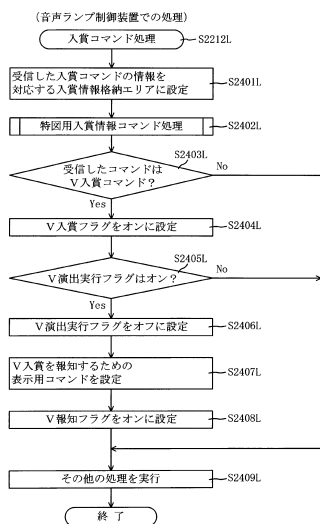 (音声ランプ制御装置での処理)
入賞コマンド処理
S2212L
受信した入賞コマンドの情報を
対応する入賞情報格納エリアに設定
S2401L
特図用入賞情報コマンド処理
S2402L
S2403L
受信したコマンドは
V入賞コマンド?
No
Yes
V入賞フラグをオンに設定
S2404L
S2405L
V演出実行フラグはオン?
No
Yes
V演出実行フラグをオフに設定
S2406L
V入賞を報知するための
表示用コマンドを設定
S2407L
V報知フラグをオンに設定
S2408L
その他の処理を実行
S2409L
終了